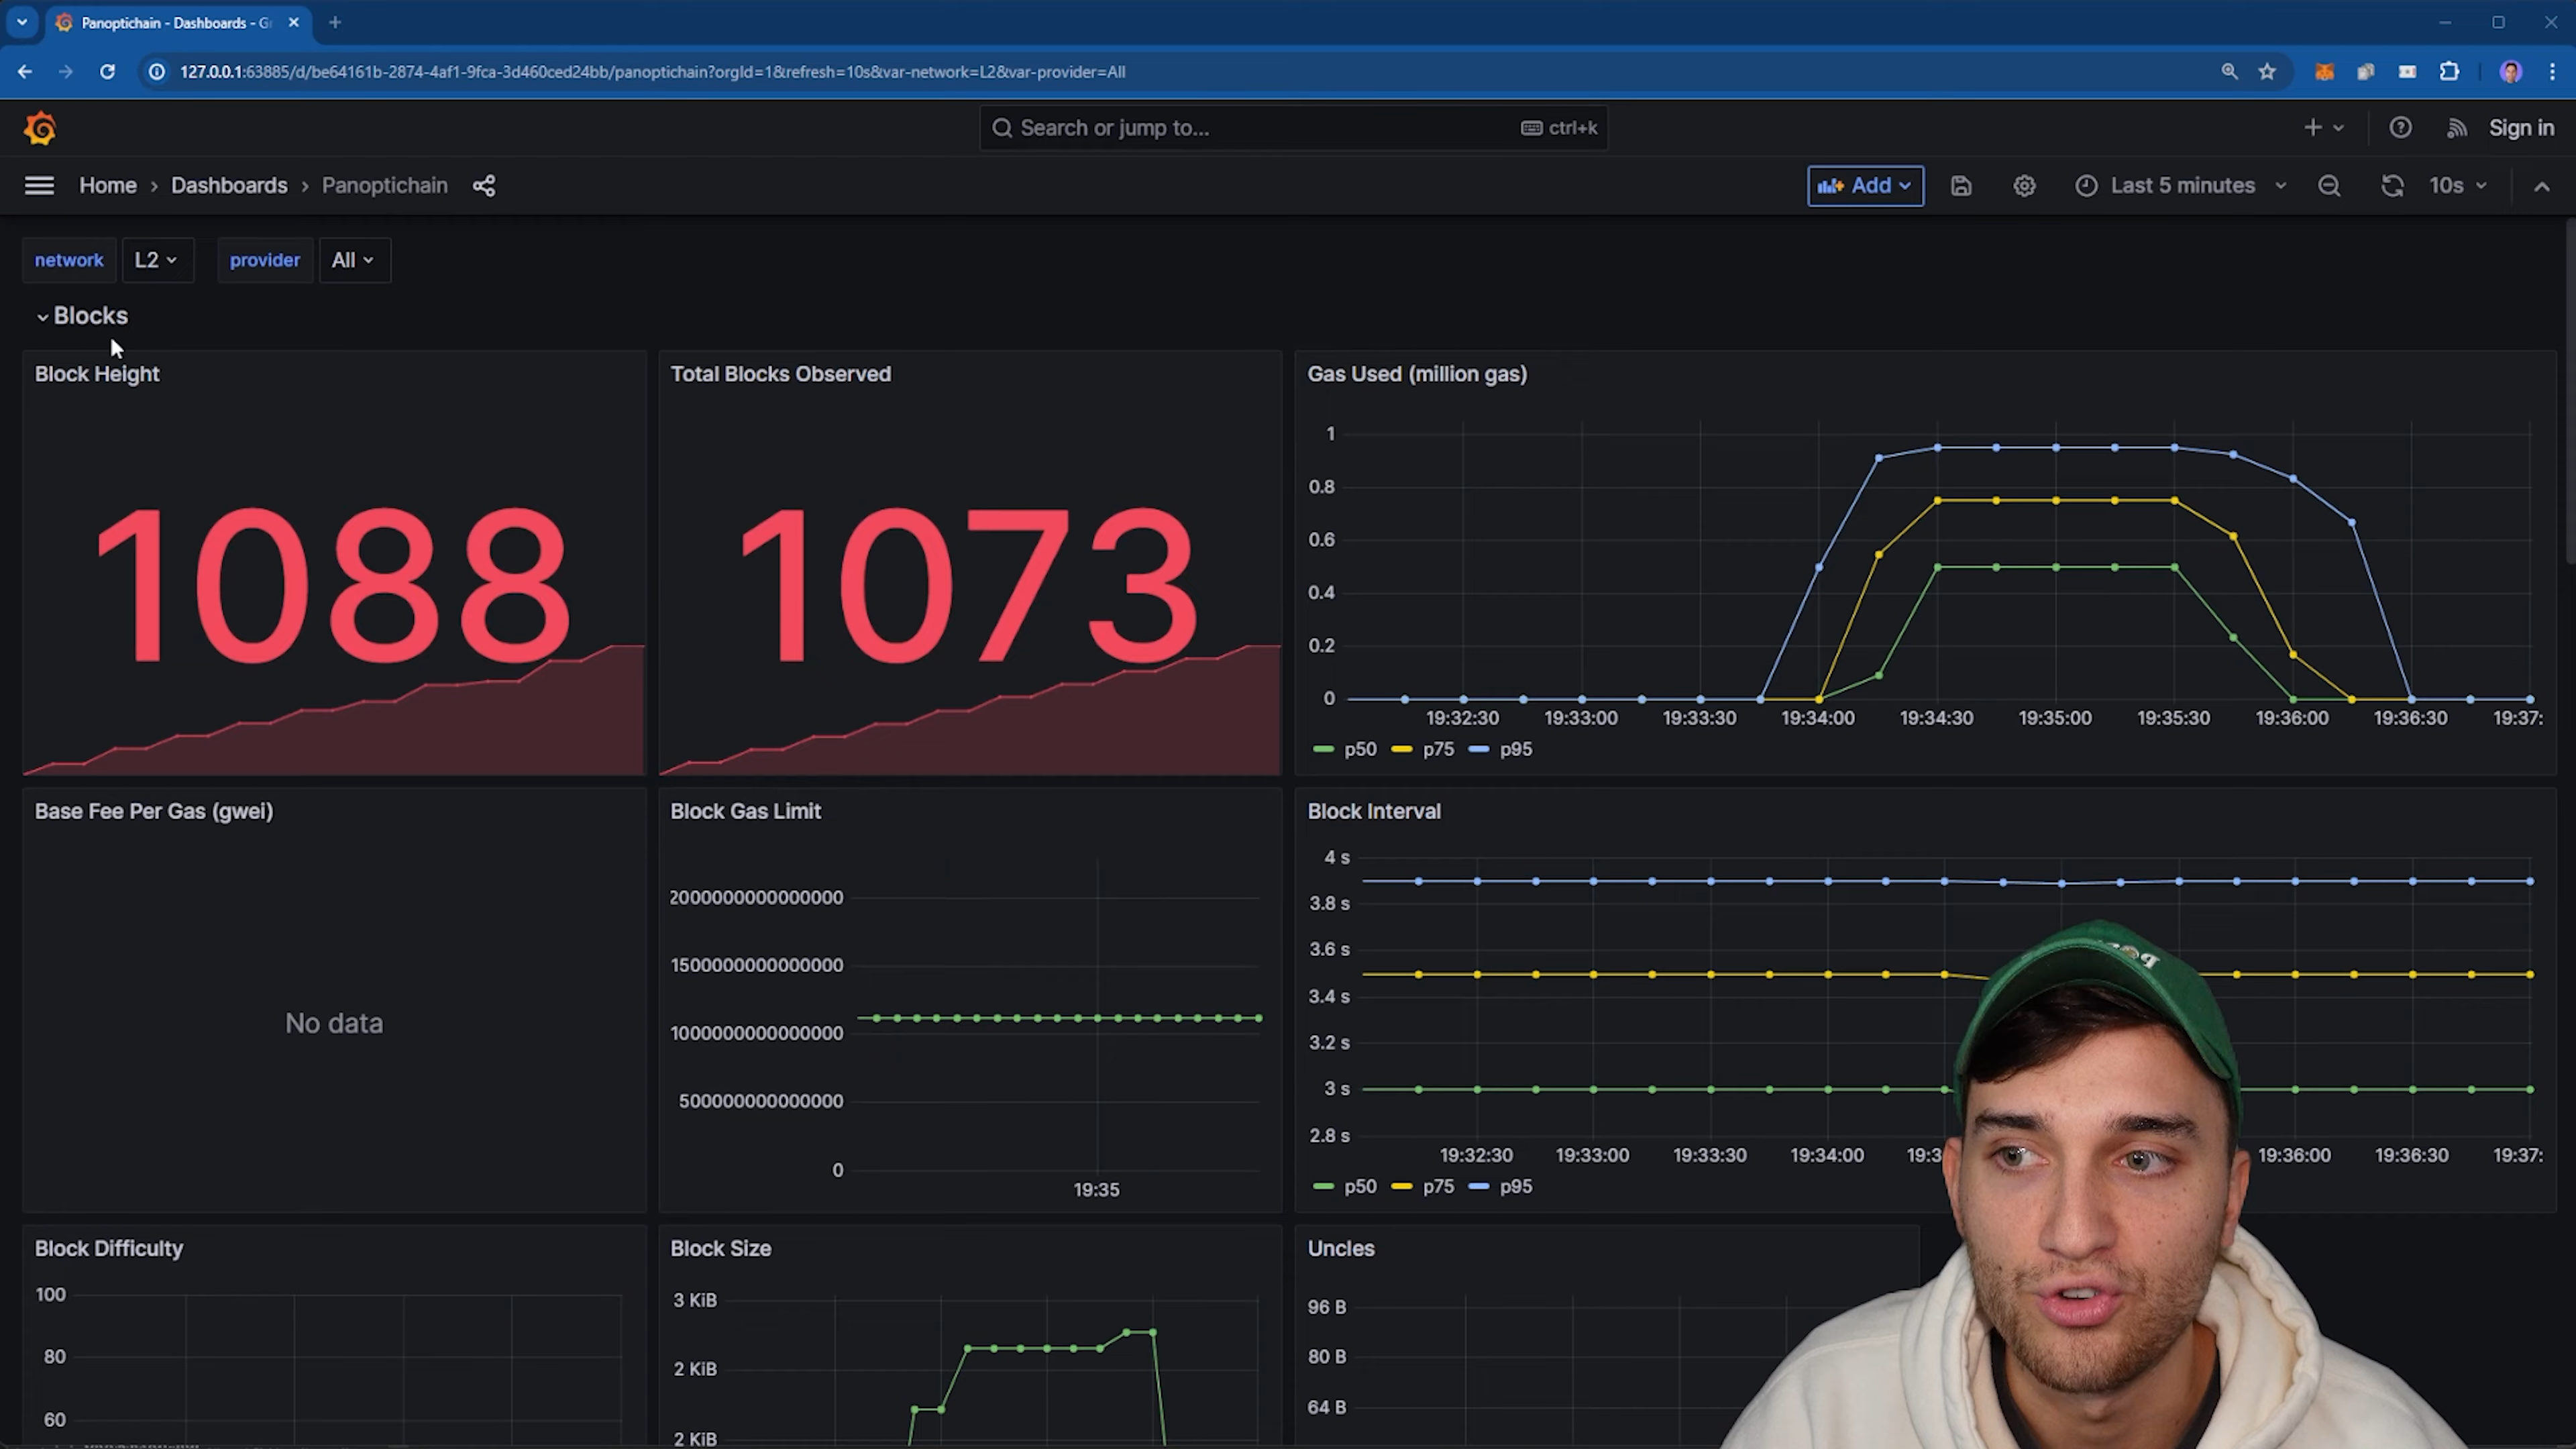 Panoptichain - Dashboards - Gr
127.0.0.1:63885/d/be64161b-2874-4af1-9fca-3d460ced24bb/panoptichain?orgId=1&refresh=10s&var-network=L2&var-provider=All
Search or jump to...
ctrl+k
Sign in
Home > Dashboards > Panoptichain
Add
Last 5 minutes
10s
network L2 provider All
Blocks
Block Height
1088
Total Blocks Observed
1073
Gas Used (million gas)
1
0.8
0.6
0.4
0.2
0
19:32:30 19:33:00 19:33:30 19:34:00 19:34:30 19:35:00 19:35:30 19:36:00 19:36:30 19:37:
p50 p75 p95
Base Fee Per Gas (gwei)
No data
Block Gas Limit
2000000000000000
1500000000000000
1000000000000000
500000000000000
0
19:35
Block Interval
4 s
3.8 s
3.6 s
3.4 s
3.2 s
3 s
2.8 s
19:32:30 19:33:00 19:33:30 19:34:00 19:3 19:36:00 19:36:30 19:37:
p50 p75 p95
Block Difficulty
100
80
60
Block Size
3 KiB
2 KiB
2 KiB
Uncles
96 B
80 B
64 B